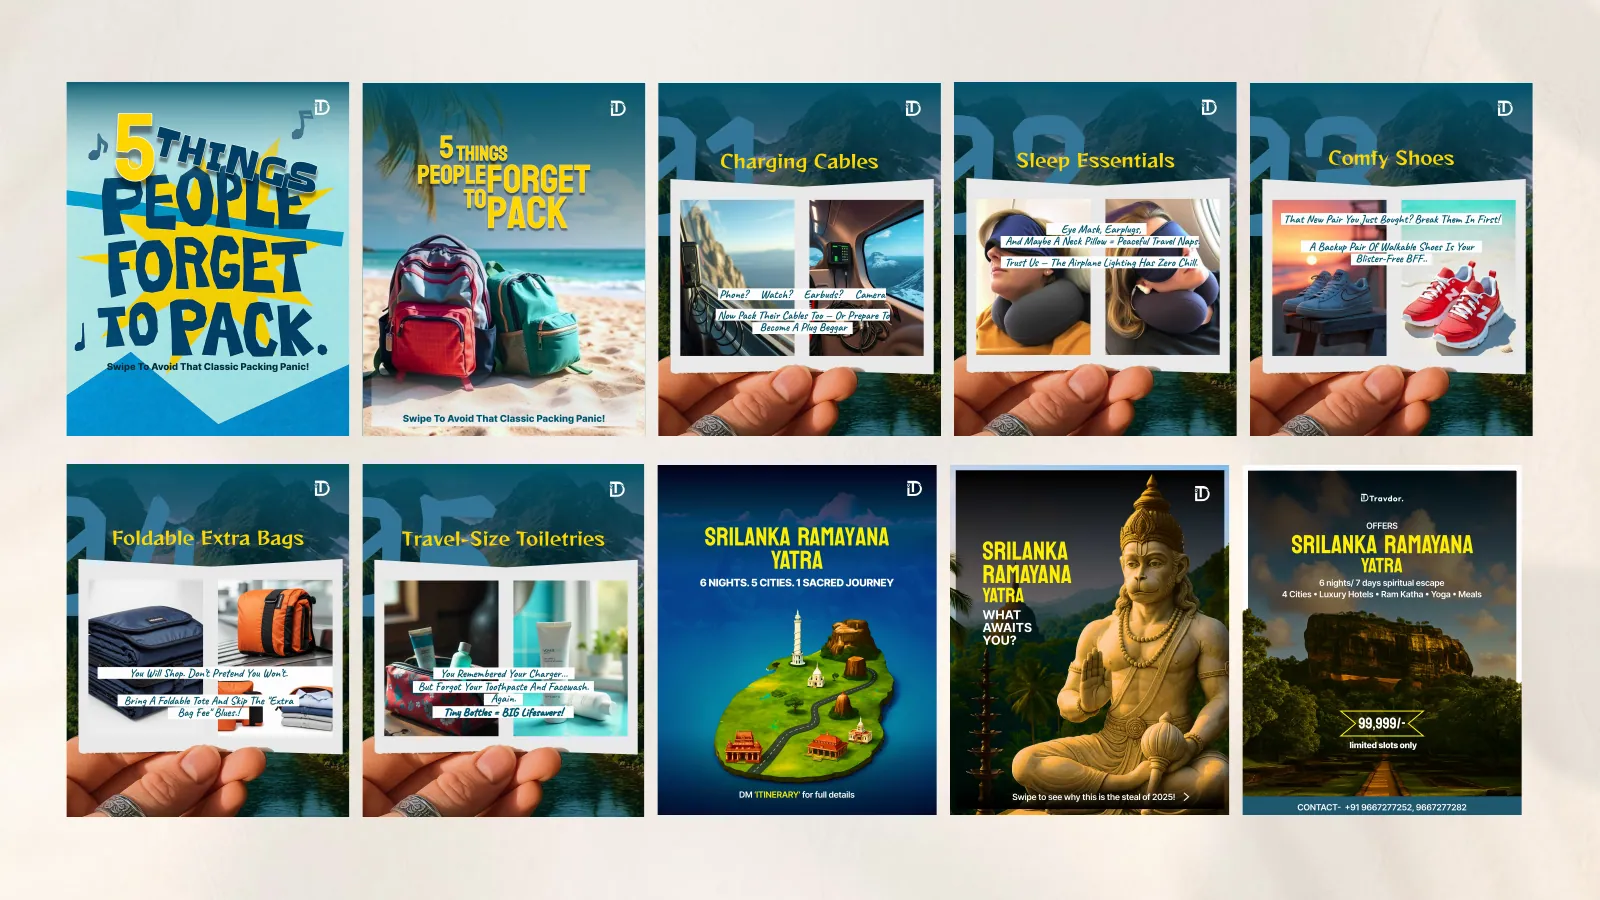 5 THINGS
PEOPLE
FORGET
TO PACK.
Swipe To Avoid That Classic Packing Panic!
5 THINGS
PEOPLE FORGET
TO PACK
Swipe To Avoid That Classic Packing Panic!
01
Charging Cables
Phone? Watch? Earbuds? Camera
Now Pack Their Cables Too – Or Prepare To
Become A Plug Beggar
02
Sleep Essentials
Eye Mask, Earplugs,
And Maybe A Neck Pillow = Peaceful Travel Naps.
Trust Us – The Airplane Lighting Has Zero Chill.
03
Comfy Shoes
That New Pair You Just Bought? Break Them In First!
A Backup Pair Of Walkable Shoes Is Your
Blister-Free BFF..
04
Foldable Extra Bags
You Will Shop. Don't Pretend You Won't.
Bring A Foldable Tote And Skip The "Extra
Bag Fee" Blues.!
05
Travel-Size Toiletries
You Remembered Your Charger...
But Forgot Your Toothpaste And Facewash.
Again.
Tiny Bottles = BIG Lifesavers!
SRILANKA RAMAYANA
YATRA
6 NIGHTS. 5 CITIES. 1 SACRED JOURNEY
DM 'ITINERARY' for full details
SRILANKA
RAMAYANA
YATRA
WHAT
AWAITS
YOU?
Swipe to see why this is the steal of 2025!
Travdor.
OFFERS
SRILANKA RAMAYANA
YATRA
6 nights/ 7 days spiritual escape
4 Cities • Luxury Hotels • Ram Katha • Yoga • Meals
99,999/-
limited slots only
CONTACT- +91 9667277252, 9667277282